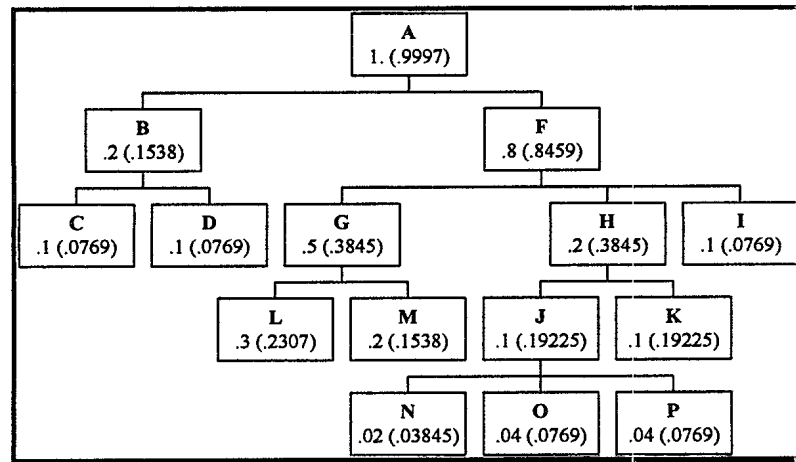 A
1. (.9997)
B
.2 (.1538)
F
.8 (.8459)
C
.1 (.0769)
D
.1 (.0769)
G
.5 (.3845)
H
.2 (.3845)
I
.1 (.0769)
L
.3 (.2307)
M
.2 (.1538)
J
.1 (.19225)
K
.1 (.19225)
N
.02 (.03845)
O
.04 (.0769)
P
.04 (.0769)